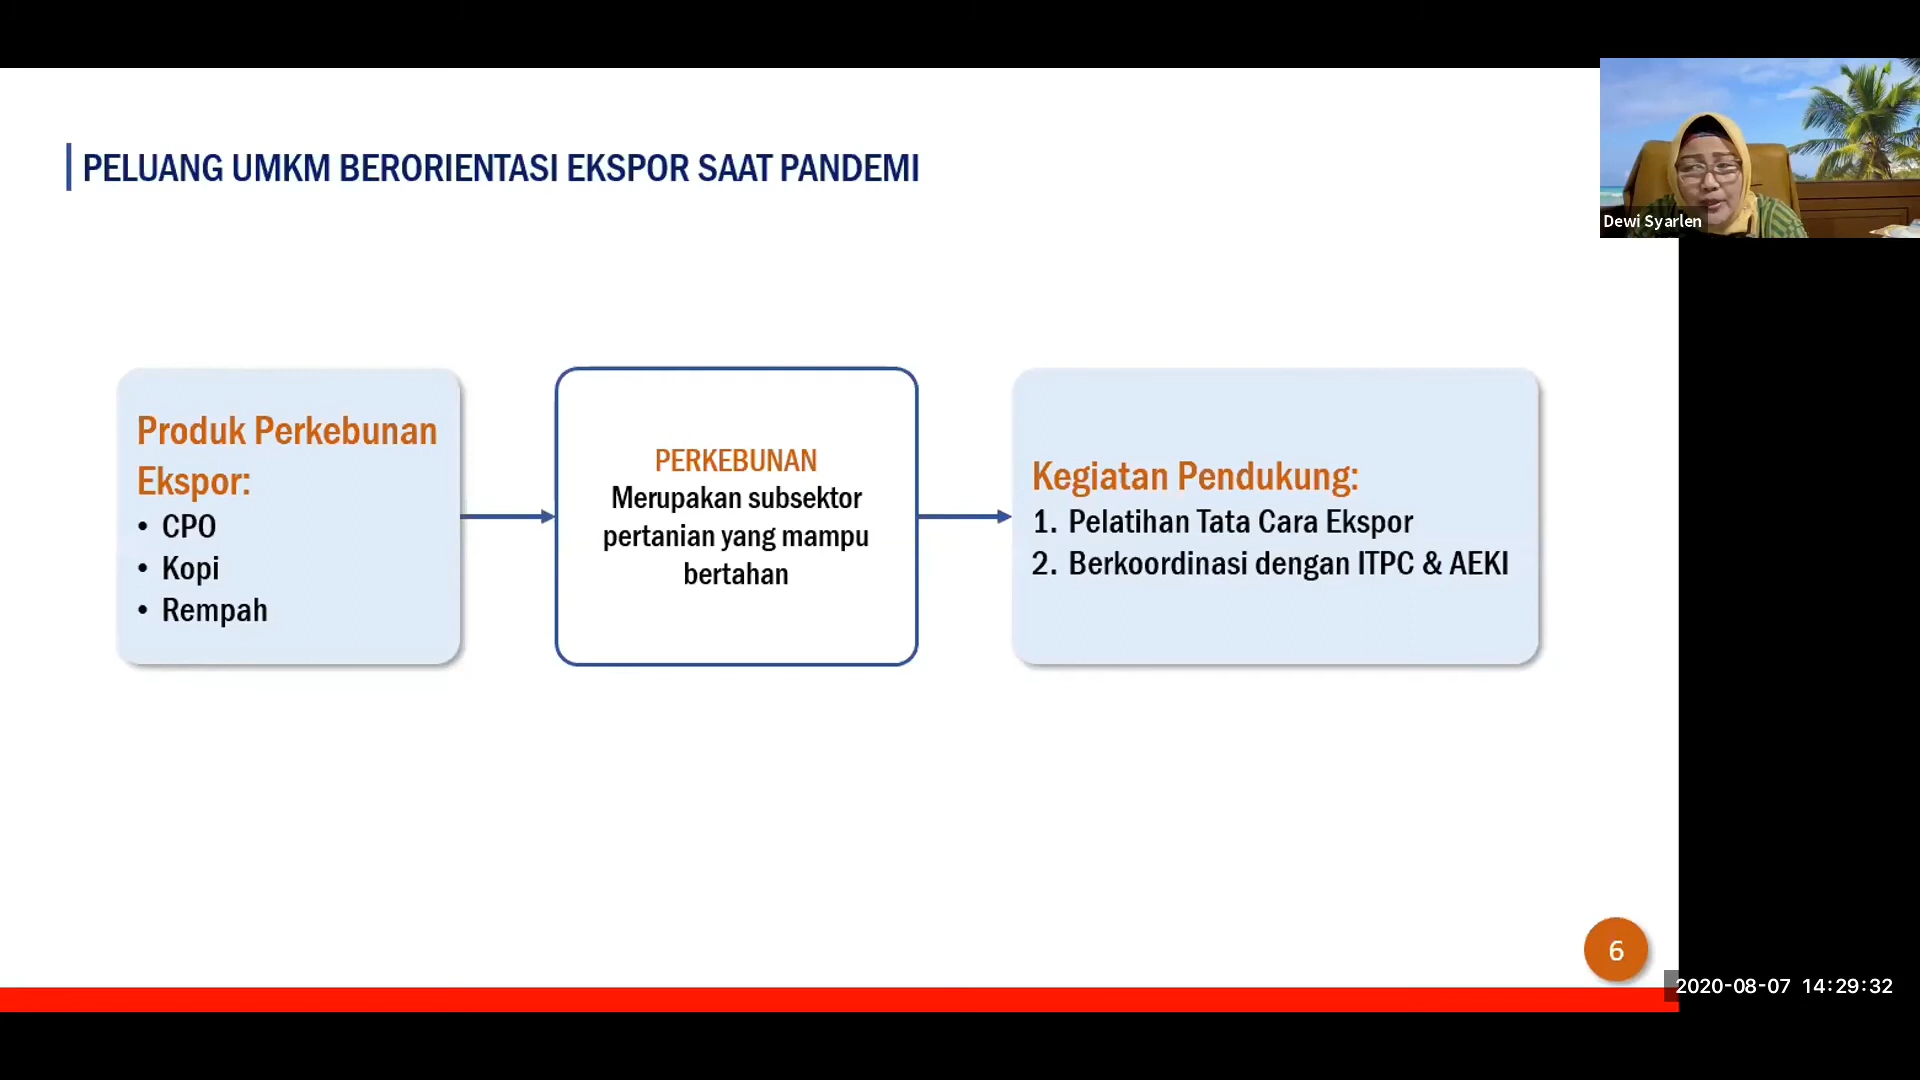 PELUANG UMKM BERORIENTASI EKSPOR SAAT PANDEMI
Dewi Syarlen
Produk Perkebunan
Ekspor:
• CPO
• Kopi
• Rempah
PERKEBUNAN
Merupakan subsektor
pertanian yang mampu
bertahan
Kegiatan Pendukung:
1. Pelatihan Tata Cara Ekspor
2. Berkoordinasi dengan ITPC & AEKI
6
2020-08-07 14:29:32